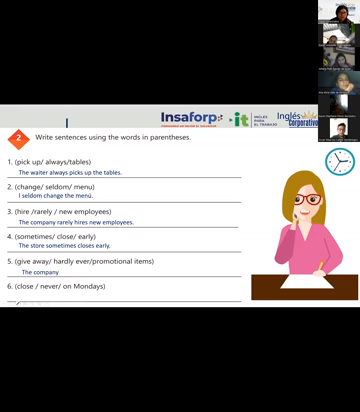 Insaforp
it
INGLÉS
PARA
EL TRABAJO
Inglés
corporativo
2 Write sentences using the words in parentheses.
1. (pick up/ always/tables)
The waiter always picks up the tables.
2. (change/ seldom/ menu)
I seldom change the menú.
3. (hire /rarely / new employees)
The company rarely hires new employees.
4. (sometimes/ close/ early)
The store sometimes closes early.
5. (give away/ hardly ever/promotional items)
The company
6. (close / never/ on Mondays)